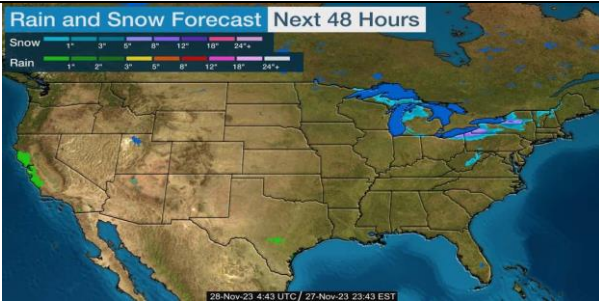 Rain and Snow Forecast Next 48 Hours
Snow 1" 3" 5" 8" 12" 18" 24"+
Rain 1" 2" 3" 5" 8" 12" 18" 24"+
28-Nov-23 4:43 UTC / 27-Nov-23 23:43 EST